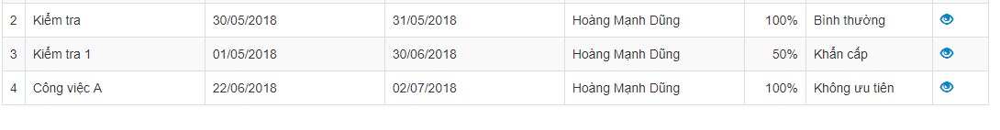 2 Kiểm tra 30/05/2018 31/05/2018 Hoàng Mạnh Dũng 100% Bình thường
3 Kiểm tra 1 01/05/2018 30/06/2018 Hoàng Mạnh Dũng 50% Khẩn cấp
4 Công việc A 22/06/2018 02/07/2018 Hoàng Mạnh Dũng 100% Không ưu tiên